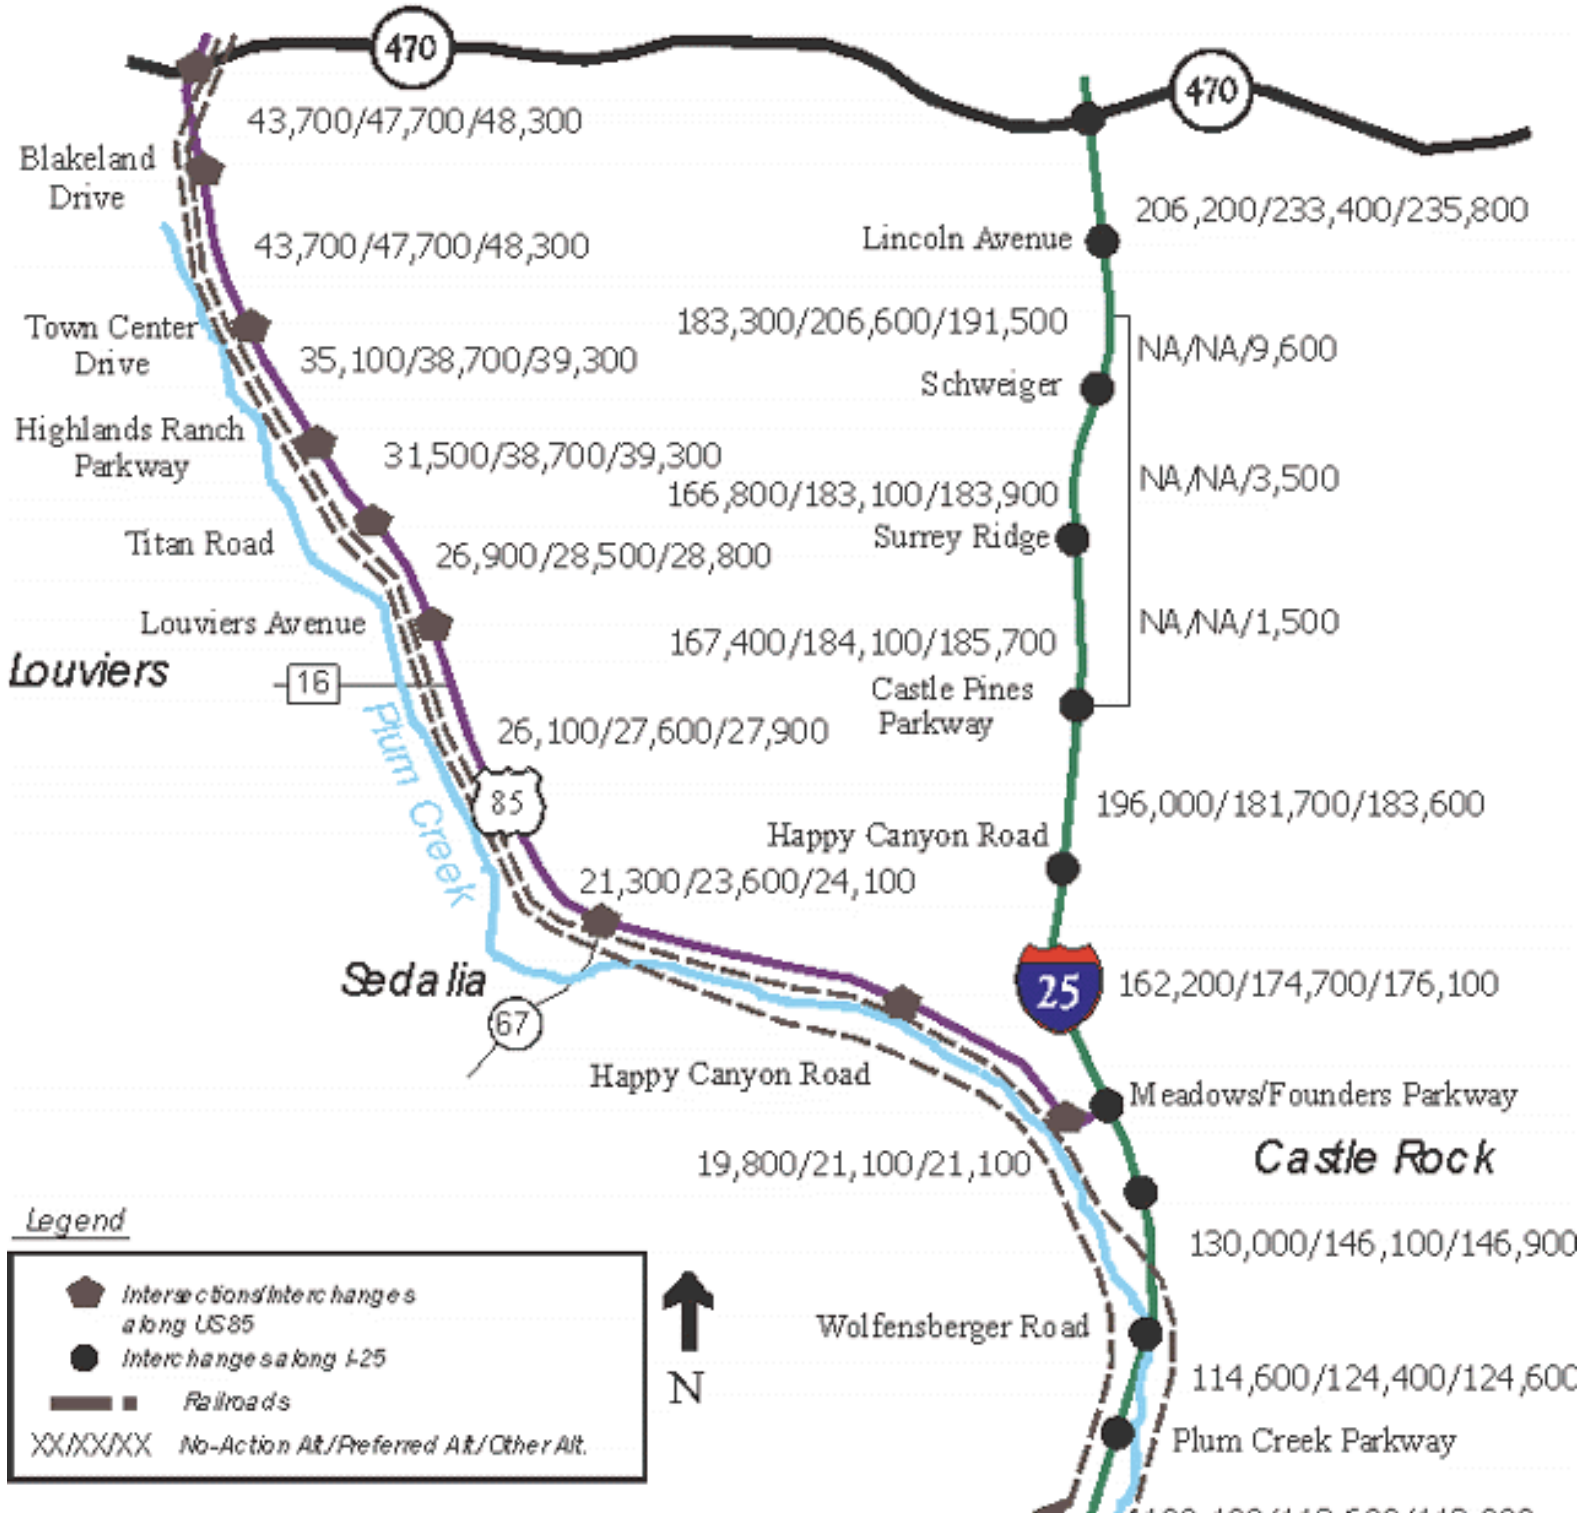 470
470
43,700/47,700/48,300
Blakeland
Drive
206,200/233,400/235,800
Lincoln Avenue
43,700/47,700/48,300
Town Center
Drive
183,300/206,600/191,500
NA/NA/9,600
35,100/38,700/39,300
Schweiger
Highlands Ranch
Parkway
31,500/38,700/39,300
NA/NA/3,500
166,800/183,100/183,900
Surrey Ridge
Titan Road
26,900/28,500/28,800
Louviers Avenue
NA/NA/1,500
167,400/184,100/185,700
Louviers
16
Castle Pines
Parkway
Plum Creek
26,100/27,600/27,900
85
196,000/181,700/183,600
Happy Canyon Road
21,300/23,600/24,100
Sedalia
25
162,200/174,700/176,100
67
Happy Canyon Road
Meadows/Founders Parkway
19,800/21,100/21,100
Castle Rock
Legend
130,000/146,100/146,900
Intersections/Interchanges
along US85
Interchanges along I-25
Railroads
XX/XX/XX No-Action Alt./Preferred Alt./Other Alt.
N
Wolfensberger Road
114,600/124,400/124,600
Plum Creek Parkway